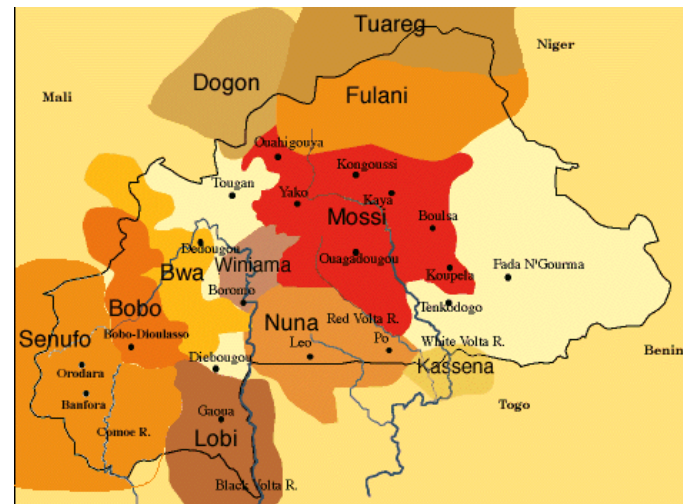 Tuareg
Niger
Dogon
Mali
Fulani
Ouahigouya
Kongoussi
Tougan
Yako
Kaya
Mossi
Boulsa
Dedougou
Ouagadougou
Winiama
Bwa
Koupela
Fada N'Gourma
Boromo
Tenkodogo
Bobo
Nuna
Red Volta R.
Senufo
Bobo-Dioulasso
Leo
Po
White Volta R.
Benin
Diebougou
Kassena
Orodara
Banfora
Togo
Gaoua
Comoe R.
Lobi
Black Volta R.